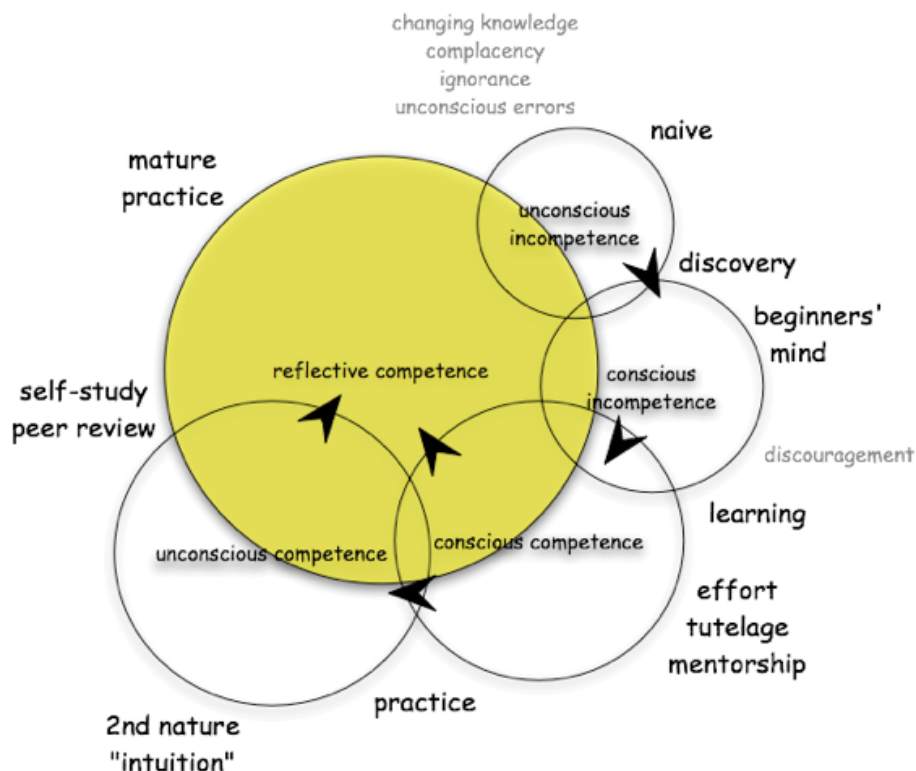 changing knowledge
complacency
ignorance
unconscious errors
naive
mature
practice
unconscious
incompetence
discovery
beginners'
mind
reflective competence
conscious
incompetence
self-study
peer review
discouragement
learning
unconscious competence
conscious competence
effort
tutelage
mentorship
practice
2nd nature
"intuition"